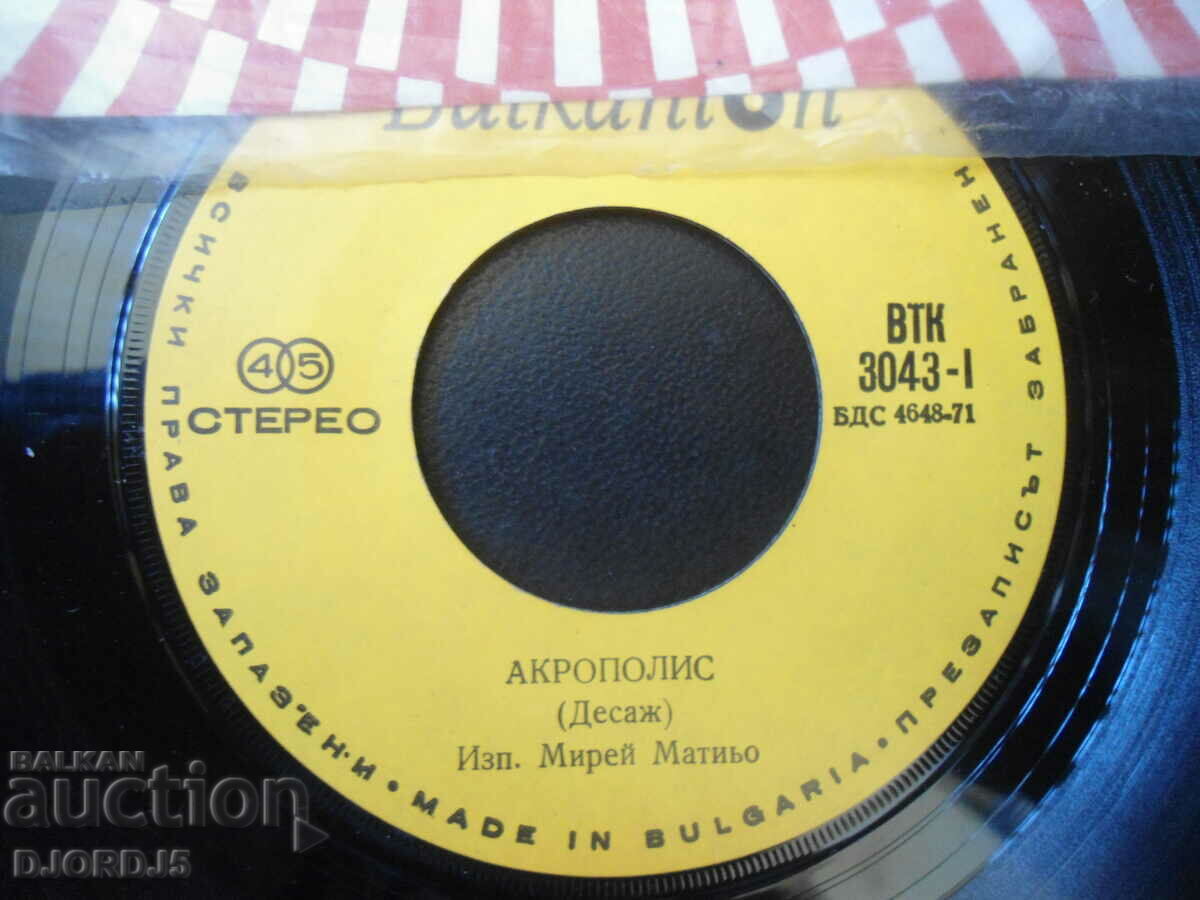 Balkanton
ВСИЧКИ ПРАВА ЗАПАЗЕНИ • MADE IN BULGARIA • ПРЕЗАПИСЪТ ЗАБРАНЕН
45
СТЕРЕО
ВТК
3043-I
БДС 4648-71
АКРОПОЛИС
(Десаж)
Изп. Мирей Матиьо
BALKAN
auction
DJORDJ5